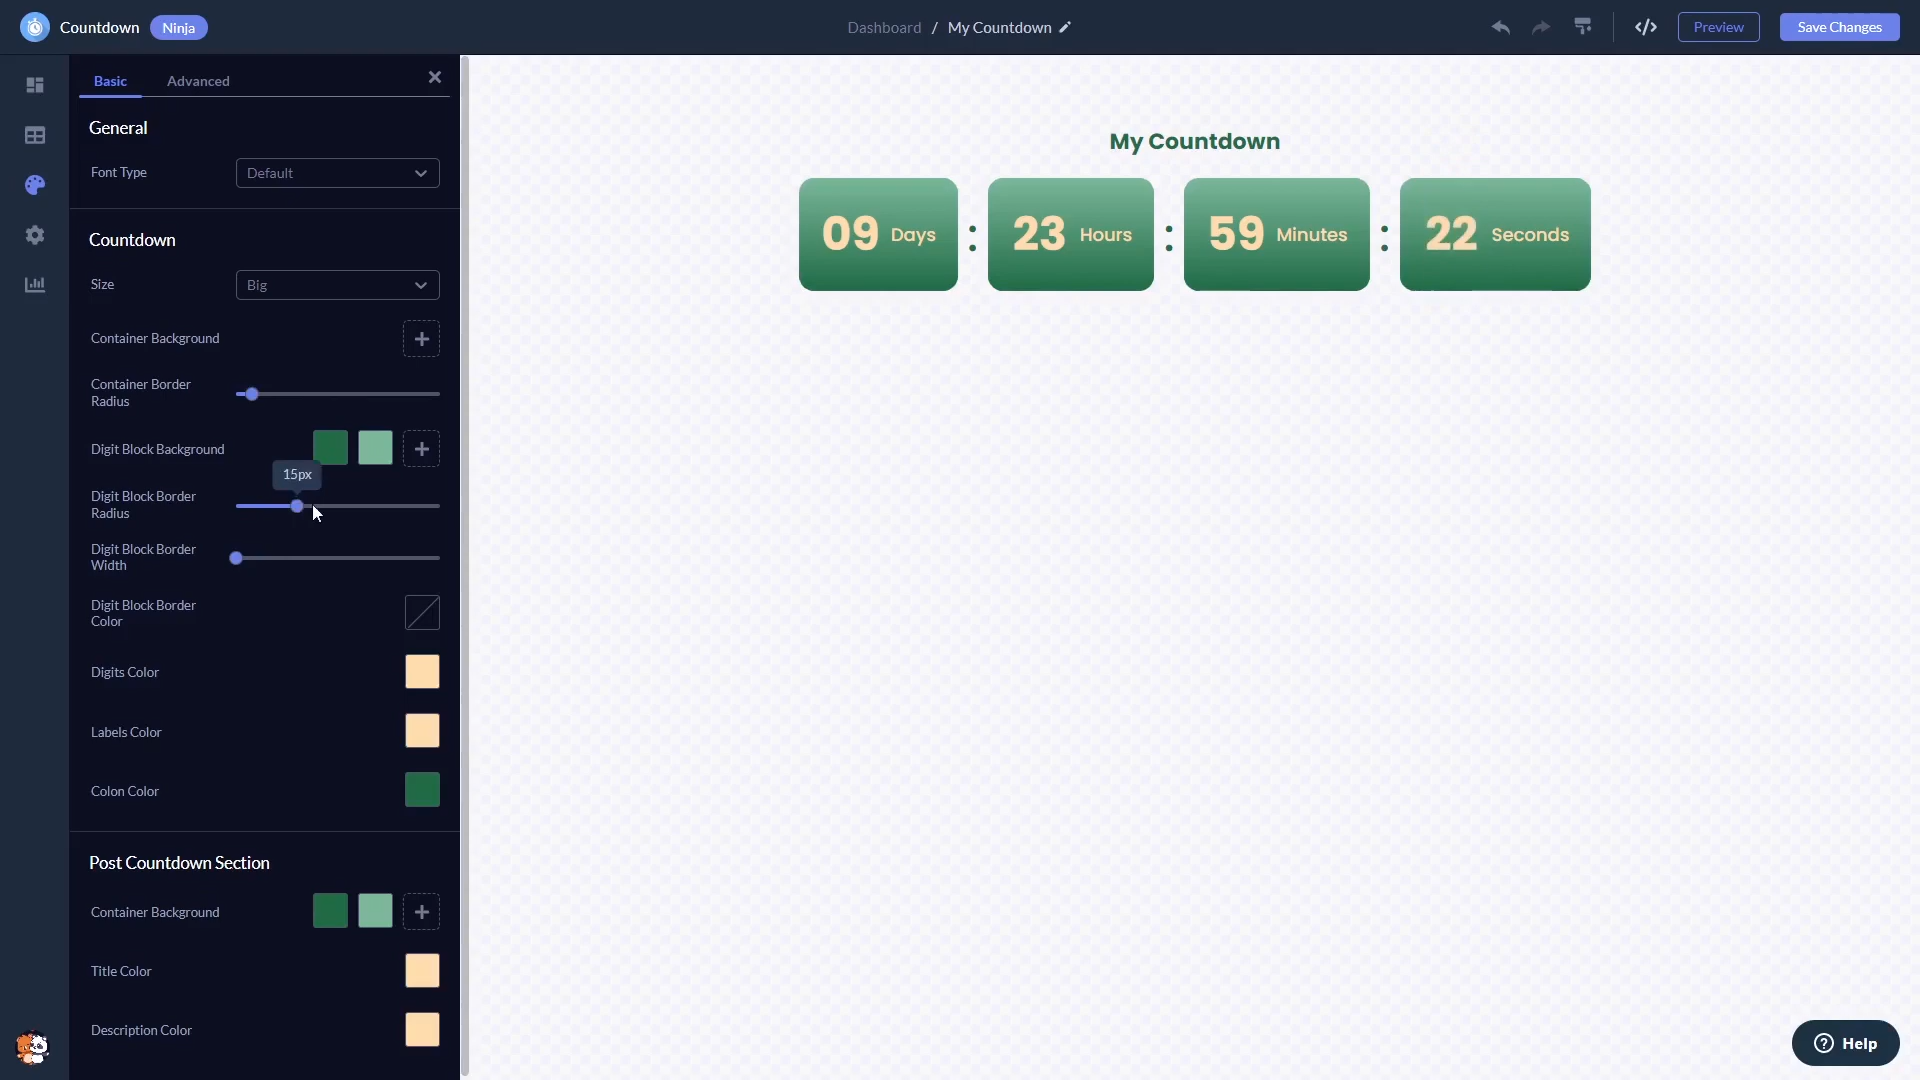 Countdown Ninja
Dashboard / My Countdown
Preview
Save Changes
Basic
Advanced
General
Font Type
Default
Countdown
Size
Big
Container Background
Container Border
Radius
Digit Block Background
15px
Digit Block Border
Radius
Digit Block Border
Width
Digit Block Border
Color
Digits Color
Labels Color
Colon Color
Post Countdown Section
Container Background
Title Color
Description Color
My Countdown
09 Days : 23 Hours : 59 Minutes : 22 Seconds
Help